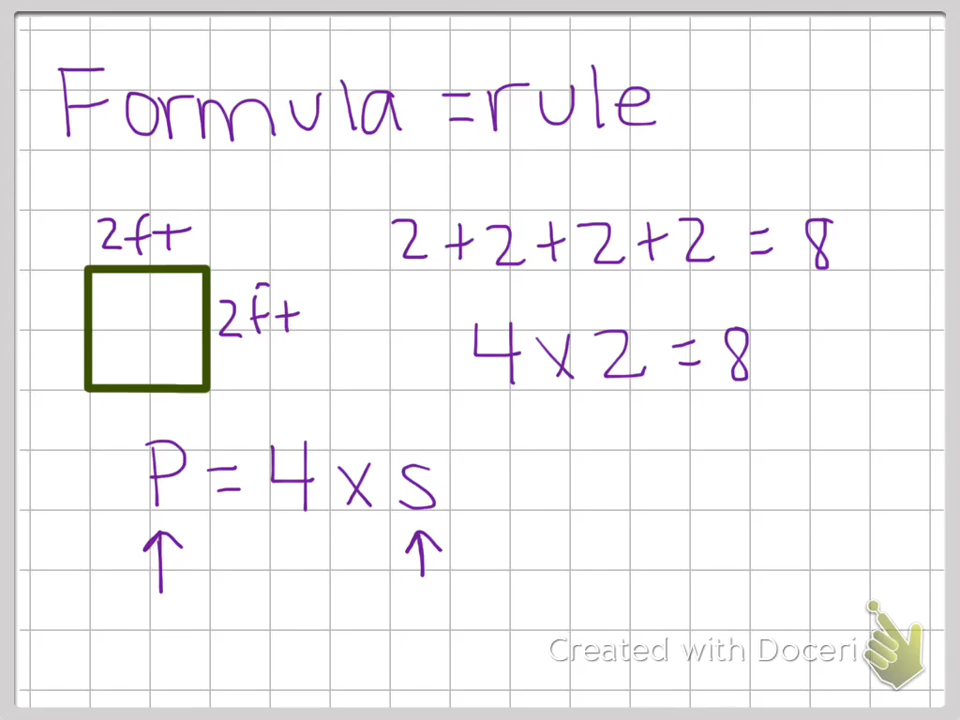 Formula = rule
2ft
2ft
2 + 2 + 2 + 2 = 8
4 x 2 = 8
P = 4 x s
Created with Doceri